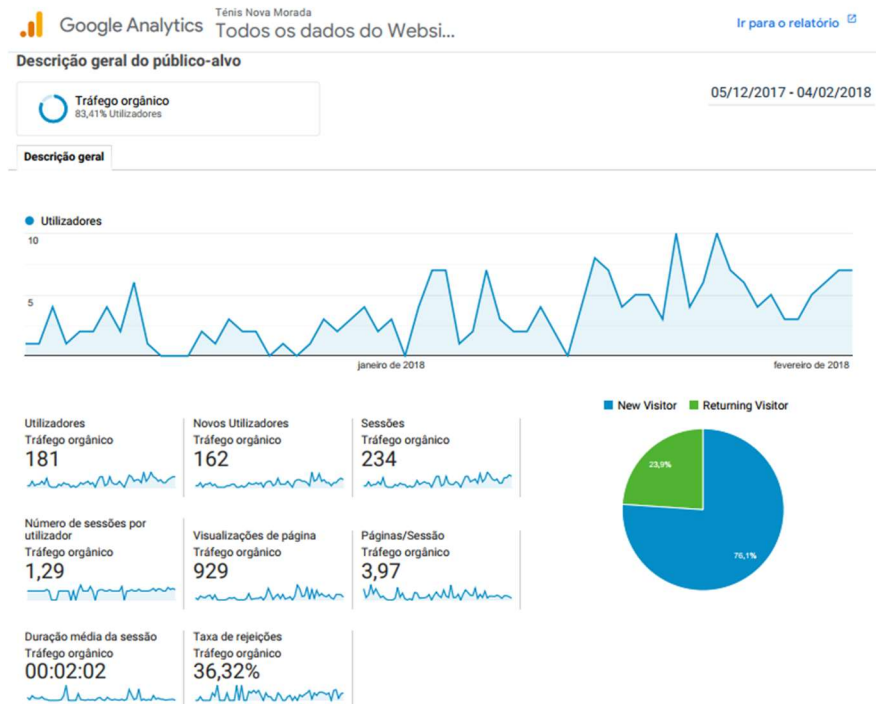 Google Analytics
Ténis Nova Morada
Todos os dados do Websi...
Ir para o relatório
Descrição geral do público-alvo
Tráfego orgânico
83,41% Utilizadores
05/12/2017 - 04/02/2018
Descrição geral
Utilizadores
10
5
janeiro de 2018
fevereiro de 2018
New Visitor
Returning Visitor
23,9%
76,1%
Utilizadores
Tráfego orgânico
181
Novos Utilizadores
Tráfego orgânico
162
Sessões
Tráfego orgânico
234
Número de sessões por
utilizador
Tráfego orgânico
1,29
Visualizações de página
Tráfego orgânico
929
Páginas/Sessão
Tráfego orgânico
3,97
Duração média da sessão
Tráfego orgânico
00:02:02
Taxa de rejeições
Tráfego orgânico
36,32%